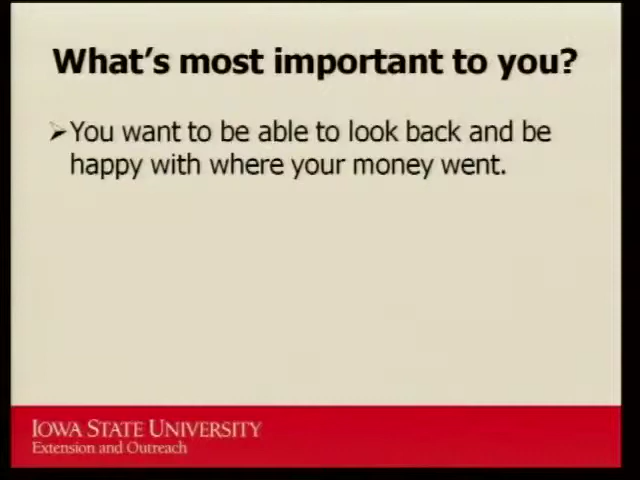 What's most important to you?
➢You want to be able to look back and be
happy with where your money went.
IOWA STATE UNIVERSITY
Extension and Outreach